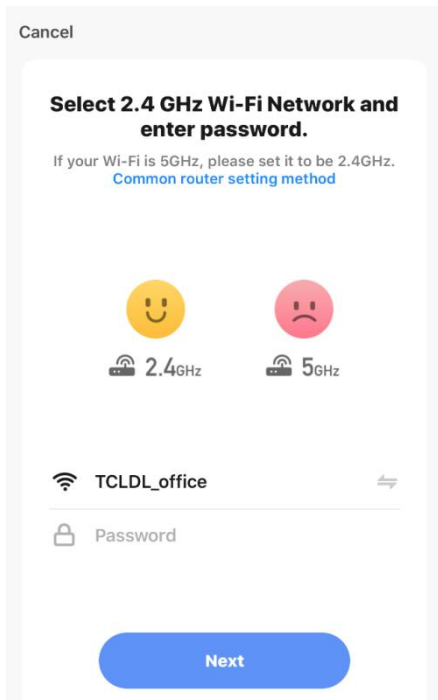 Cancel
Select 2.4 GHz Wi-Fi Network and
enter password.
If your Wi-Fi is 5GHz, please set it to be 2.4GHz.
Common router setting method
2.4GHz
5GHz
TCLDL_office
Password
Next